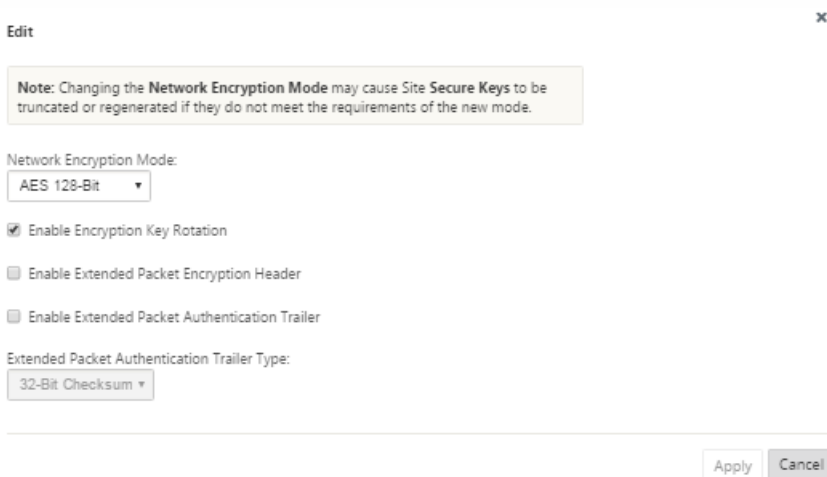 Edit
Note: Changing the Network Encryption Mode may cause Site Secure Keys to be
truncated or regenerated if they do not meet the requirements of the new mode.
Network Encryption Mode:
AES 128-Bit
Enable Encryption Key Rotation
Enable Extended Packet Encryption Header
Enable Extended Packet Authentication Trailer
Extended Packet Authentication Trailer Type:
32-Bit Checksum
Apply Cancel